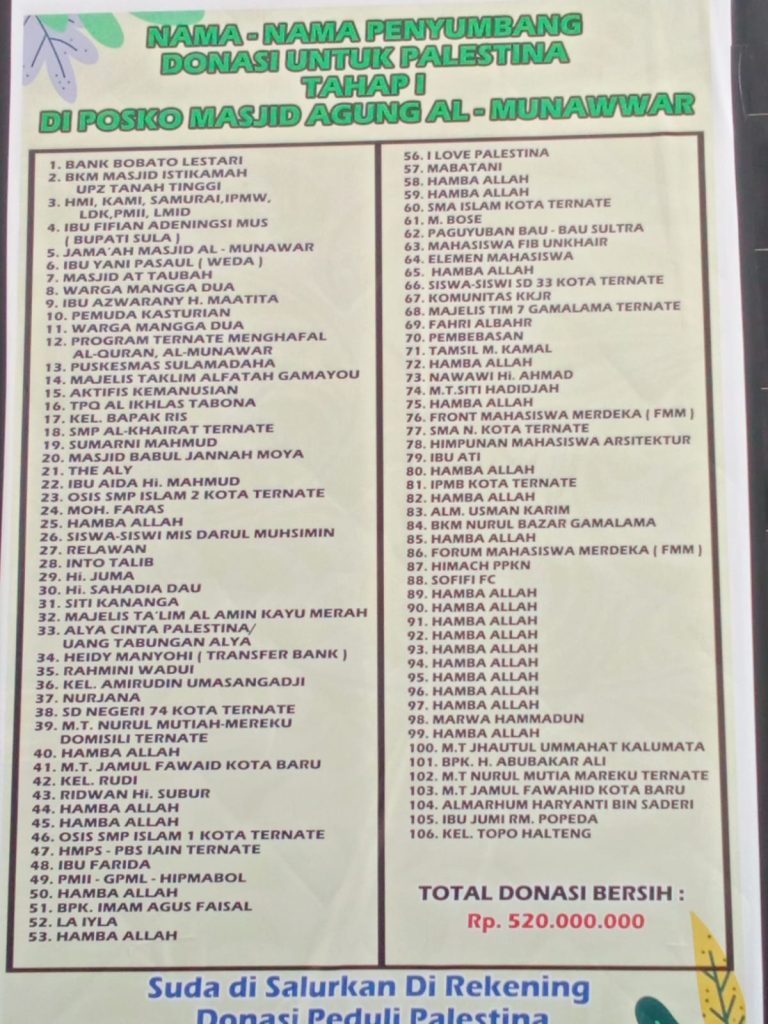 NAMA - NAMA PENYUMBANG
DONASI UNTUK PALESTINA
TAHAP I
DI POSKO MASJID AGUNG AL - MUNAWWAR
1. BANK BOBATO LESTARI
2. BKM MASJID ISTIKAMAH
UPZ TANAH TINGGI
3. HMI, KAMI, SAMURAI,IPMW,
LDK,PMII, LMID
4. IBU FIFIAN ADENINGSI MUS
( BUPATI SULA )
5. JAMA'AH MASJID AL - MUNAWAR
6. IBU YANI PASAUL ( WEDA )
7. MASJID AT TAUBAH
8. WARGA MANGGA DUA
9. IBU AZWARANY H. MAATITA
10. PEMUDA KASTURIAN
11. WARGA MANGGA DUA
12. PROGRAM TERNATE MENGHAFAL
AL-QURAN, AL-MUNAWAR
13. PUSKESMAS SULAMADAHA
14. MAJELIS TAKLIM ALFATAH GAMAYOU
15. AKTIFIS KEMANUSIAN
16. TPQ AL IKHLAS TABONA
17. KEL. BAPAK RIS
18. SMP AL-KHAIRAT TERNATE
19. SUMARNI MAHMUD
20. MASJID BABUL JANNAH MOYA
21. THE ALY
22. IBU AIDA Hi. MAHMUD
23. OSIS SMP ISLAM 2 KOTA TERNATE
24. MOH. FARAS
25. HAMBA ALLAH
26. SISWA-SISWI MIS DARUL MUHSIMIN
27. RELAWAN
28. INTO TALIB
29. Hi. JUMA
30. Hi. SAHADIA DAU
31. SITI KANANGA
32. MAJELIS TA'LIM AL AMIN KAYU MERAH
33. ALYA CINTA PALESTINA/
UANG TABUNGAN ALYA
34. HEIDY MANYOHI ( TRANSFER BANK )
35. RAHMINI WADUI
36. KEL. AMIRUDIN UMASANGADJI
37. NURJANA
38. SD NEGERI 74 KOTA TERNATE
39. M.T. NURUL MUTIAH-MEREKU
DOMISILI TERNATE
40. HAMBA ALLAH
41. M.T. JAMUL FAWAID KOTA BARU
42. KEL. RUDI
43. RIDWAN Hi. SUBUR
44. HAMBA ALLAH
45. HAMBA ALLAH
46. OSIS SMP ISLAM 1 KOTA TERNATE
47. HMPS - PBS IAIN TERNATE
48. IBU FARIDA
49. PMII - GPML - HIPMABOL
50. HAMBA ALLAH
51. BPK. IMAM AGUS FAISAL
52. LA IYLA
53. HAMBA ALLAH
56. I LOVE PALESTINA
57. MABATANI
58. HAMBA ALLAH
59. HAMBA ALLAH
60. SMA ISLAM KOTA TERNATE
61. M. BOSE
62. PAGUYUBAN BAU - BAU SULTRA
63. MAHASISWA FIB UNKHAIR
64. ELEMEN MAHASISWA
65. HAMBA ALLAH
66. SISWA-SISWI SD 33 KOTA TERNATE
67. KOMUNITAS KKJR
68. MAJELIS TIM 7 GAMALAMA TERNATE
69. FAHRI ALBAHR
70. PEMBEBASAN
71. TAMSIL M. KAMAL
72. HAMBA ALLAH
73. NAWAWI Hi. AHMAD
74. M.T.SITI HADIDJAH
75. HAMBA ALLAH
76. FRONT MAHASISWA MERDEKA ( FMM )
77. SMA N. KOTA TERNATE
78. HIMPUNAN MAHASISWA ARSITEKTUR
79. IBU ATI
80. HAMBA ALLAH
81. IPMB KOTA TERNATE
82. HAMBA ALLAH
83. ALM. USMAN KARIM
84. BKM NURUL BAZAR GAMALAMA
85. HAMBA ALLAH
86. FORUM MAHASISWA MERDEKA ( FMM )
87. HIMACH PPKN
88. SOFIFI FC
89. HAMBA ALLAH
90. HAMBA ALLAH
91. HAMBA ALLAH
92. HAMBA ALLAH
93. HAMBA ALLAH
94. HAMBA ALLAH
95. HAMBA ALLAH
96. HAMBA ALLAH
97. HAMBA ALLAH
98. MARWA HAMMADUN
99. HAMBA ALLAH
100. M.T JHAUTUL UMMAHAT KALUMATA
101. BPK. H. ABUBAKAR ALI
102. M.T NURUL MUTIA MAREKU TERNATE
103. M.T JAMUL FAWAHID KOTA BARU
104. ALMARHUM HARYANTI BIN SADERI
105. IBU JUMI RM. POPEDA
106. KEL. TOPO HALTENG
TOTAL DONASI BERSIH :
Rp. 520.000.000
Suda di Salurkan Di Rekening
Donasi Peduli Palestina